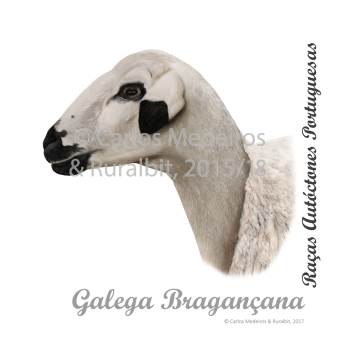 © Carlos Medeiros
& Ruralbit, 2015/18
Raças Autóctones Portuguesas
Galega Bragançana
© Carlos Medeiros & Ruralbit, 2017